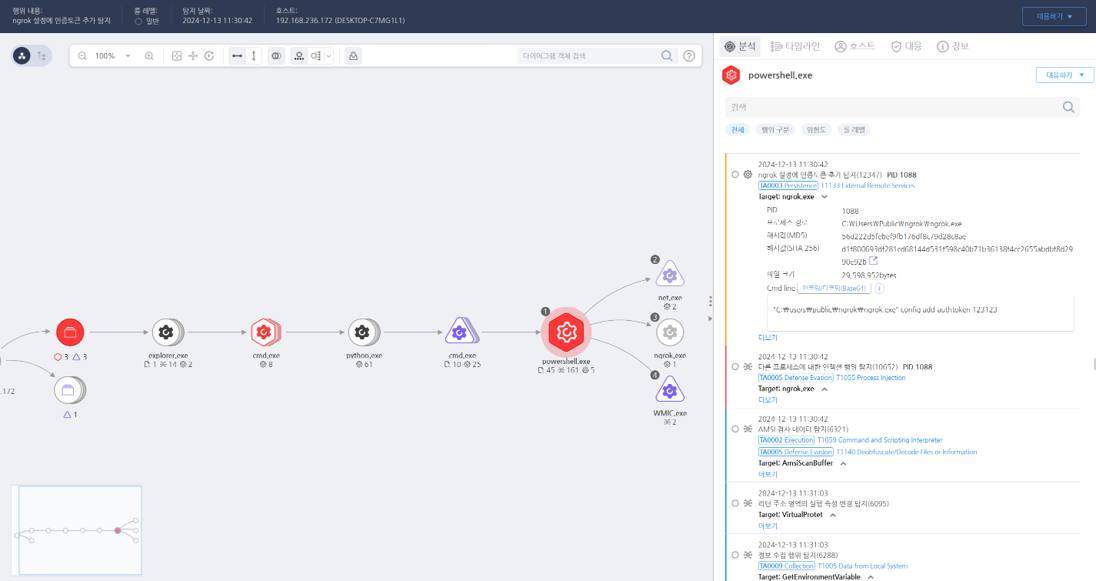 행위 내용:
ngrok 설정에 인증토큰 추가 탐지
룰 레벨:
일반
탐지 날짜:
2024-12-13 11:30:42
호스트:
192.168.236.172 (DESKTOP-C7MG1L1)
대응하기
100%
다이어그램 객체 검색
3 3
1
.172
explorer.exe
1 14 2
cmd.exe
8
python.exe
61
cmd.exe
10 25
1
powershell.exe
45 161 5
2
net.exe
2
3
ngrok.exe
1
4
WMIC.exe
2
분석
타임라인
호스트
대응
정보
powershell.exe
대응하기
검색
전체
행위 구분
위험도
룰 레벨
2024-12-13 11:30:42
ngrok 설정에 인증토큰 추가 탐지(12347) PID 1088
TA0003 Persistence T1133 External Remote Services
Target: ngrok.exe
PID 1088
프로세스 경로 C:₩Users₩Public₩ngrok₩ngrok.exe
해시값(MD5)
해시값(SHA 256)
파일 크기 29,598,952bytes
Cmd line 인코딩/디코딩(Base64)
"C:₩users₩public₩ngrok₩ngrok.exe" config add authtoken 123123
더보기
2024-12-13 11:30:42
다른 프로세스에 대한 인젝션 행위 탐지(10652) PID 1088
TA0005 Defense Evasion T1055 Process Injection
Target: ngrok.exe
더보기
2024-12-13 11:30:42
AMSI 검사 데이터 탐지(6321)
TA0002 Execution T1059 Command and Scripting Interpreter
TA0005 Defense Evasion T1140 Deobfuscate/Decode Files or Information
Target: AmsiScanBuffer
더보기
2024-12-13 11:31:03
리턴 주소 영역의 실행 속성 변경 탐지(6095)
Target: VirtualProtet
더보기
2024-12-13 11:31:03
정보 수집 행위 탐지(6288)
TA0009 Collection T1005 Data from Local System
Target: GetEnvironmentVariable